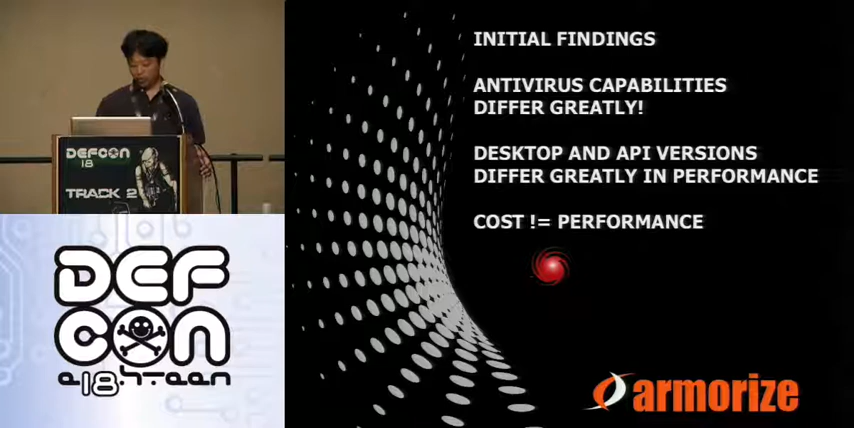 INITIAL FINDINGS
ANTIVIRUS CAPABILITIES
DIFFER GREATLY!
DESKTOP AND API VERSIONS
DIFFER GREATLY IN PERFORMANCE
COST != PERFORMANCE
armorize
DEFCON
18
TRACK 2
DEF
CON
e18hteen